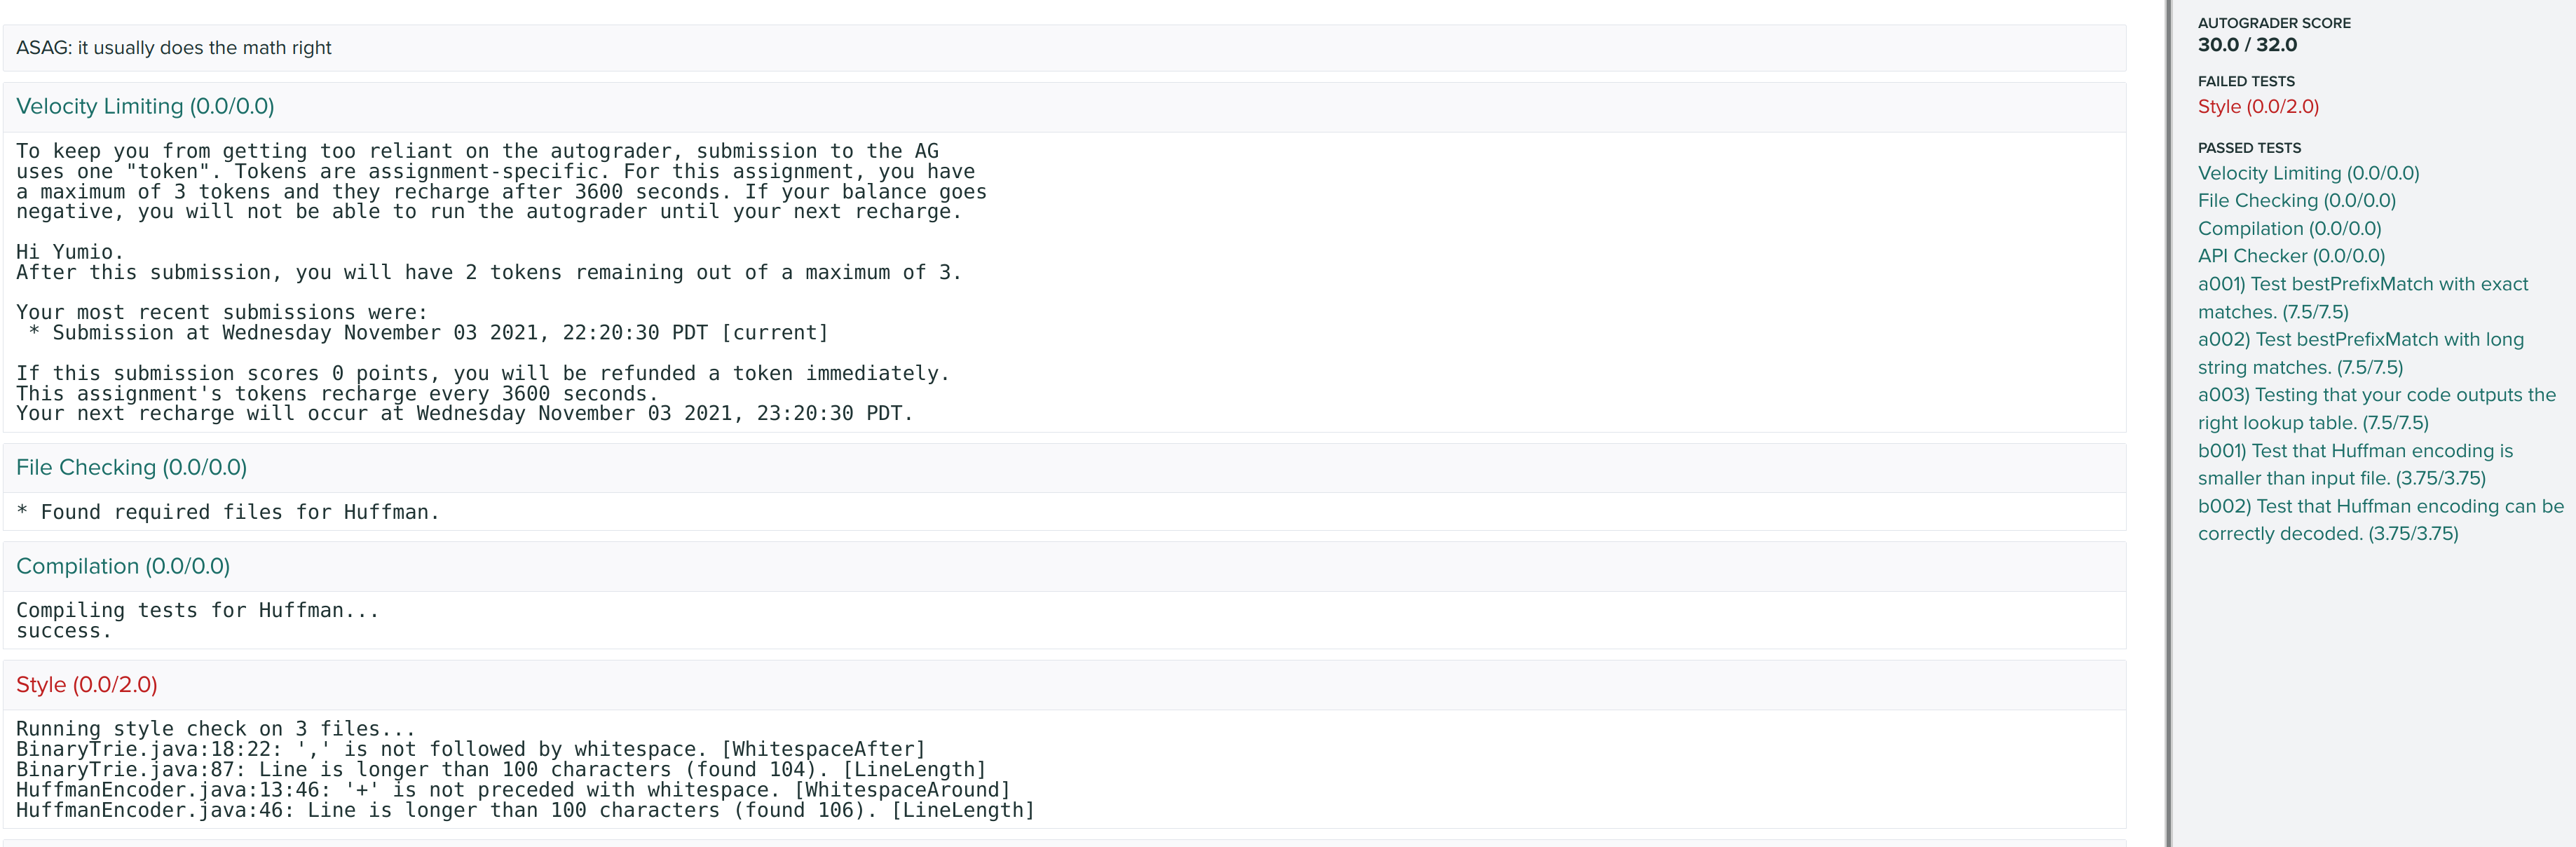 ASAG: it usually does the math right
Velocity Limiting (0.0/0.0)
To keep you from getting too reliant on the autograder, submission to the AG
uses one "token". Tokens are assignment-specific. For this assignment, you have
a maximum of 3 tokens and they recharge after 3600 seconds. If your balance goes
negative, you will not be able to run the autograder until your next recharge.
Hi Yumio.
After this submission, you will have 2 tokens remaining out of a maximum of 3.
Your most recent submissions were:
* Submission at Wednesday November 03 2021, 22:20:30 PDT [current]
If this submission scores 0 points, you will be refunded a token immediately.
This assignment's tokens recharge every 3600 seconds.
Your next recharge will occur at Wednesday November 03 2021, 23:20:30 PDT.
File Checking (0.0/0.0)
* Found required files for Huffman.
Compilation (0.0/0.0)
Compiling tests for Huffman...
success.
Style (0.0/2.0)
Running style check on 3 files...
BinaryTrie.java:18:22: ',' is not followed by whitespace. [WhitespaceAfter]
BinaryTrie.java:87: Line is longer than 100 characters (found 104). [LineLength]
HuffmanEncoder.java:13:46: '+' is not preceded with whitespace. [WhitespaceAround]
HuffmanEncoder.java:46: Line is longer than 100 characters (found 106). [LineLength]
AUTOGRADER SCORE
30.0 / 32.0
FAILED TESTS
Style (0.0/2.0)
PASSED TESTS
Velocity Limiting (0.0/0.0)
File Checking (0.0/0.0)
Compilation (0.0/0.0)
API Checker (0.0/0.0)
a001) Test bestPrefixMatch with exact
matches. (7.5/7.5)
a002) Test bestPrefixMatch with long
string matches. (7.5/7.5)
a003) Testing that your code outputs the
right lookup table. (7.5/7.5)
b001) Test that Huffman encoding is
smaller than input file. (3.75/3.75)
b002) Test that Huffman encoding can be
correctly decoded. (3.75/3.75)